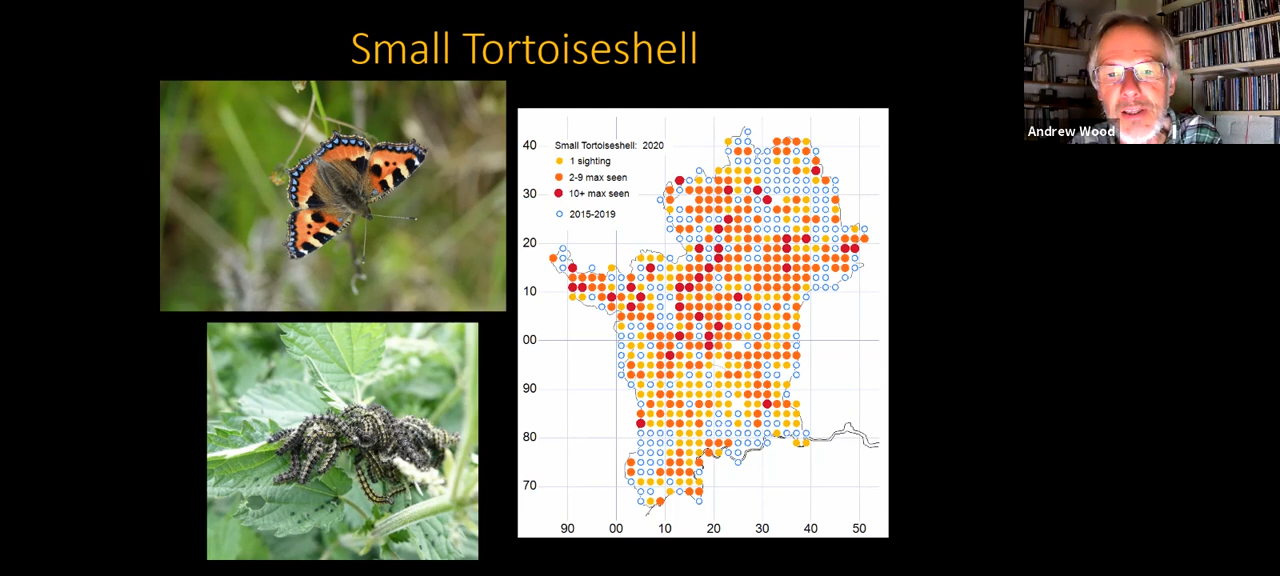 Small Tortoiseshell
Andrew Wood
Small Tortoiseshell: 2020
1 sighting
2-9 max seen
10+ max seen
2015-2019
40
30
20
10
00
90
80
70
90 00 10 20 30 40 50